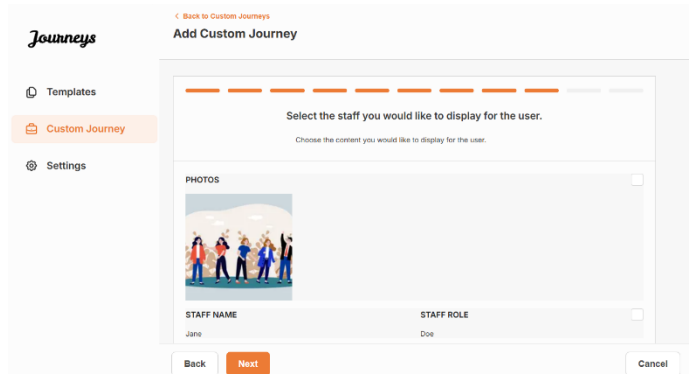 Back to Custom Journeys
Journeys
Add Custom Journey
Templates
Custom Journey
Settings
Select the staff you would like to display for the user.
Choose the content you would like to display for the user.
PHOTOS
STAFF NAME
STAFF ROLE
Jane
Doe
Back
Next
Cancel